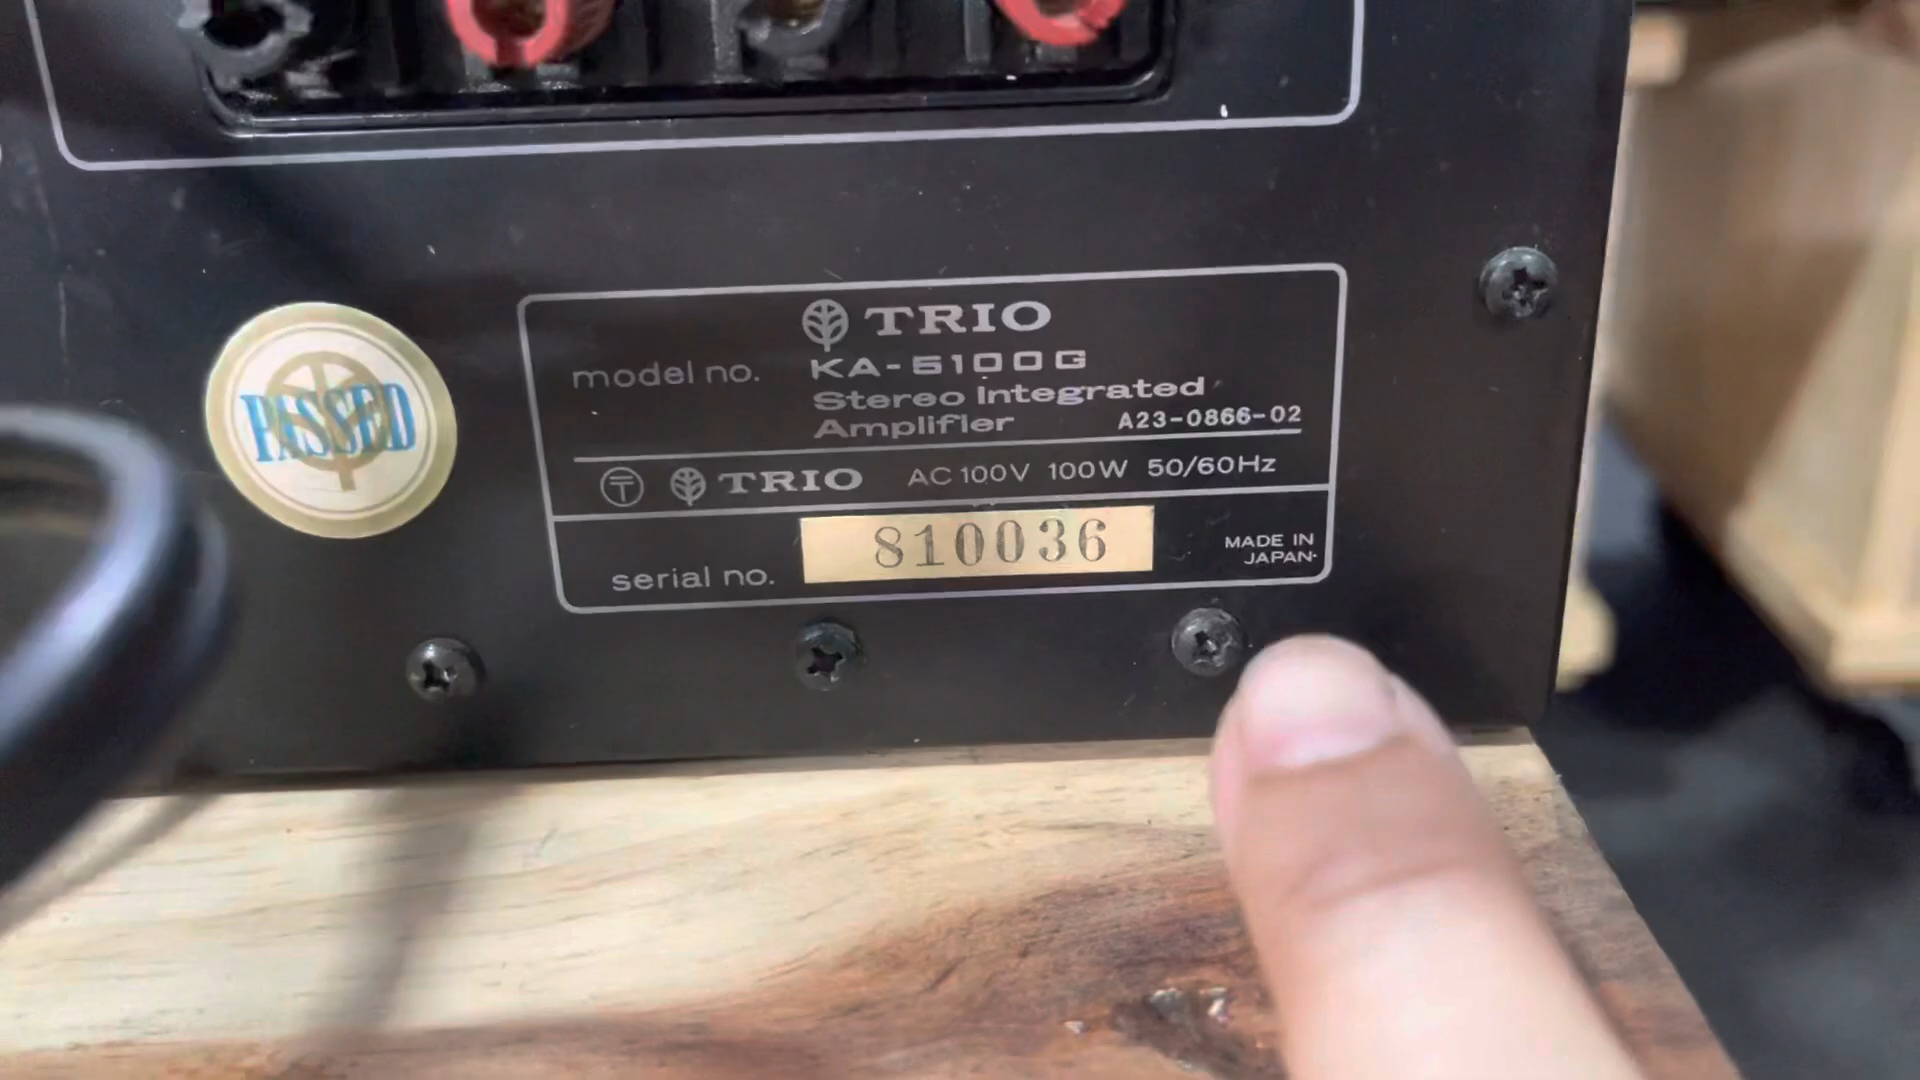 TRIO
model no. KA-5100G
Stereo Integrated
Amplifier A23-0866-02
TRIO AC 100V 100W 50/60Hz
serial no. 810036
MADE IN
JAPAN
PASSED